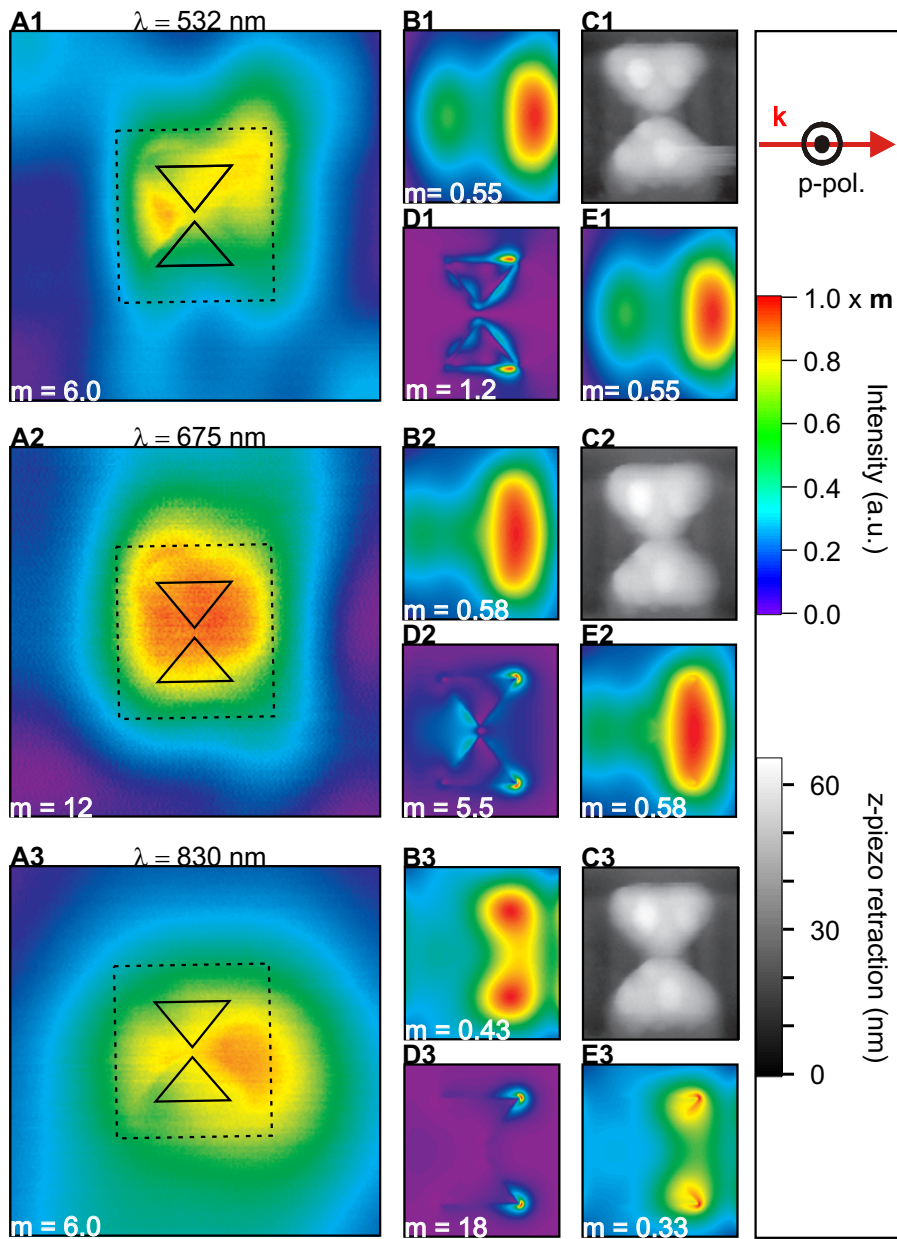 A1 λ = 532 nm
m = 6.0
B1
m= 0.55
C1
D1
m = 1.2
E1
m= 0.55
A2 λ = 675 nm
m = 12
B2
m = 0.58
C2
D2
m = 5.5
E2
m = 0.58
A3 λ = 830 nm
m = 6.0
B3
m = 0.43
C3
D3
m = 18
E3
m = 0.33
k
p-pol.
1.0 x m
0.8
0.6
0.4
0.2
0.0
Intensity (a.u.)
60
30
0
z-piezo retraction (nm)